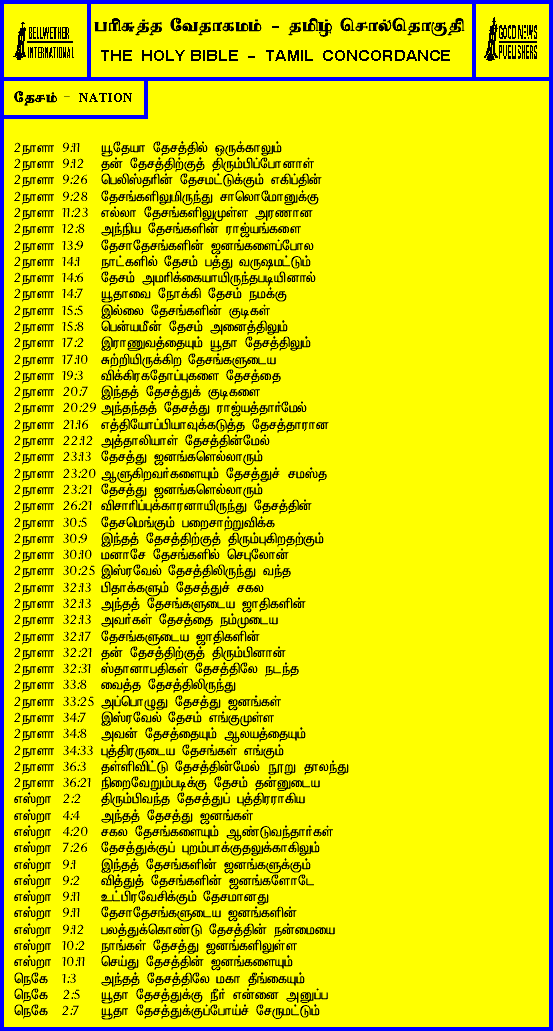 BELLWETHER
INTERNATIONAL
பரிசுத்த வேதாகமம் - தமிழ் சொல்தொகுதி
THE HOLY BIBLE - TAMIL CONCORDANCE
GOOD NEWS
PUBLISHERS
தேசம் - NATION
2நாளா 9:11 யூதேயா தேசத்தில் ஒருக்காலும்
2நாளா 9:12 தன் தேசத்திற்குத் திரும்பிப்போனாள்
2நாளா 9:26 பெலிஸ்தரின் தேசமட்டுக்கும் எகிப்தின்
2நாளா 9:28 தேசங்களிலுமிருந்து சாலொமோனுக்கு
2நாளா 11:23 எல்லா தேசங்களிலுமுள்ள அரணான
2நாளா 12:8 அந்நிய தேசங்களின் ராஜ்யங்களை
2நாளா 13:9 தேசாதேசங்களின் ஜனங்களைப்போல
2நாளா 14:1 நாட்களில் தேசம் பத்து வருஷமட்டும்
2நாளா 14:6 தேசம் அமரிக்கையாயிருந்தபடியினால்
2நாளா 14:7 யூதாவை நோக்கி தேசம் நமக்கு
2நாளா 15:5 இல்லை தேசங்களின் குடிகள்
2நாளா 15:8 பென்யமீன் தேசம் அனைத்திலும்
2நாளா 17:2 இராணுவத்தையும் யூதா தேசத்திலும்
2நாளா 17:10 சுற்றியிருக்கிற தேசங்களுடைய
2நாளா 19:3 விக்கிரகதோப்புகளை தேசத்தை
2நாளா 20:7 இந்தத் தேசத்துக் குடிகளை
2நாளா 20:29 அந்தந்தத் தேசத்து ராஜ்யத்தார்மேல்
2நாளா 21:16 எத்தியோப்பியாவுக்கடுத்த தேசத்தாரான
2நாளா 22:12 அத்தாலியாள் தேசத்தின்மேல்
2நாளா 23:13 தேசத்து ஜனங்களெல்லாரும்
2நாளா 23:20 ஆளுகிறவர்களையும் தேசத்துச் சமஸ்த
2நாளா 23:21 தேசத்து ஜனங்களெல்லாரும்
2நாளா 26:21 விசாரிப்புக்காரனாயிருந்து தேசத்தின்
2நாளா 30:5 தேசமெங்கும் பறைசாற்றுவிக்க
2நாளா 30:9 இந்தத் தேசத்திற்குத் திரும்புகிறதற்கும்
2நாளா 30:10 மனாசே தேசங்களில் செபுலோன்
2நாளா 30:25 இஸ்ரவேல் தேசத்திலிருந்து வந்த
2நாளா 32:13 பிதாக்களும் தேசத்துச் சகல
2நாளா 32:13 அந்தத் தேசங்களுடைய ஜாதிகளின்
2நாளா 32:13 அவர்கள் தேசத்தை நம்முடைய
2நாளா 32:17 தேசங்களுடைய ஜாதிகளின்
2நாளா 32:21 தன் தேசத்திற்குத் திரும்பினான்
2நாளா 32:31 ஸ்தானாபதிகள் தேசத்திலே நடந்த
2நாளா 33:8 வைத்த தேசத்திலிருந்து
2நாளா 33:25 அப்பொழுது தேசத்து ஜனங்கள்
2நாளா 34:7 இஸ்ரவேல் தேசம் எங்குமுள்ள
2நாளா 34:8 அவன் தேசத்தையும் ஆலயத்தையும்
2நாளா 34:33 புத்திரருடைய தேசங்கள் எங்கும்
2நாளா 36:3 தள்ளிவிட்டு தேசத்தின்மேல் நூறு தாலந்து
2நாளா 36:21 நிறைவேறும்படிக்கு தேசம் தன்னுடைய
எஸ்றா 2:2 திரும்பிவந்த தேசத்துப் புத்திரராகிய
எஸ்றா 4:4 அந்தத் தேசத்து ஜனங்கள்
எஸ்றா 4:20 சகல தேசங்களையும் ஆண்டுவந்தார்கள்
எஸ்றா 7:26 தேசத்துக்குப் புறம்பாக்குதலுக்காகிலும்
எஸ்றா 9:1 இந்தத் தேசங்களின் ஜனங்களுக்கும்
எஸ்றா 9:2 வித்துத் தேசங்களின் ஜனங்களோடே
எஸ்றா 9:11 உட்பிரவேசிக்கும் தேசமானது
எஸ்றா 9:11 தேசாதேசங்களுடைய ஜனங்களின்
எஸ்றா 9:12 பலத்துக்கொண்டு தேசத்தின் நன்மையை
எஸ்றா 10:2 நாங்கள் தேசத்து ஜனங்களிலுள்ள
எஸ்றா 10:11 செய்து தேசத்தின் ஜனங்களையும்
நெகே 1:3 அந்தத் தேசத்திலே மகா தீங்கையும்
நெகே 2:5 யூதா தேசத்துக்கு நீர் என்னை அனுப்ப
நெகே 2:7 யூதா தேசத்துக்குப்போய்ச் சேருமட்டும்